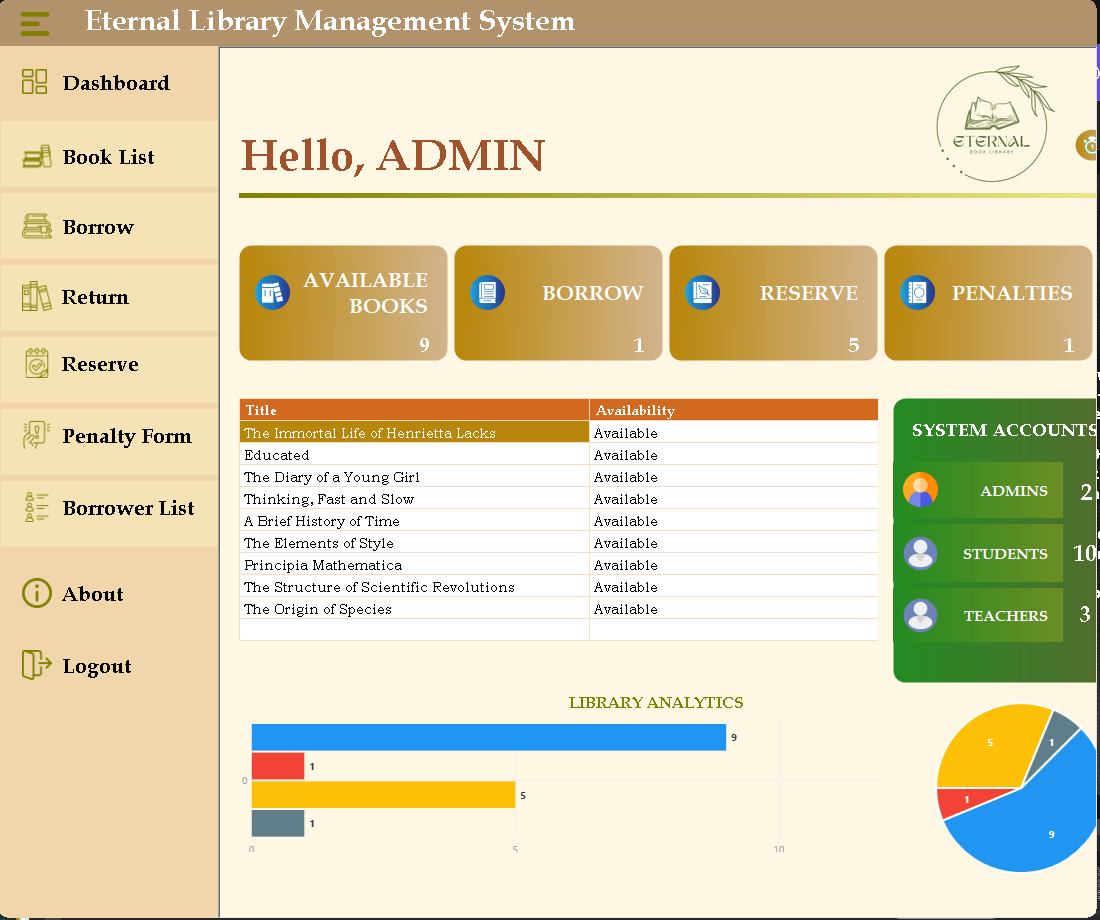 Eternal Library Management System
Dashboard
Book List
Borrow
Return
Reserve
Penalty Form
Borrower List
About
Logout
ETERNAL
BOOK LIBRARY
Hello, ADMIN
AVAILABLE
BOOKS
9
BORROW
1
RESERVE
5
PENALTIES
1
Title Availability
The Immortal Life of Henrietta Lacks Available
Educated Available
The Diary of a Young Girl Available
Thinking, Fast and Slow Available
A Brief History of Time Available
The Elements of Style Available
Principia Mathematica Available
The Structure of Scientific Revolutions Available
The Origin of Species Available
SYSTEM ACCOUNTS
ADMINS 2
STUDENTS 10
TEACHERS 3
LIBRARY ANALYTICS
9
1
0
5
1
0 5 10
5
1
1
9